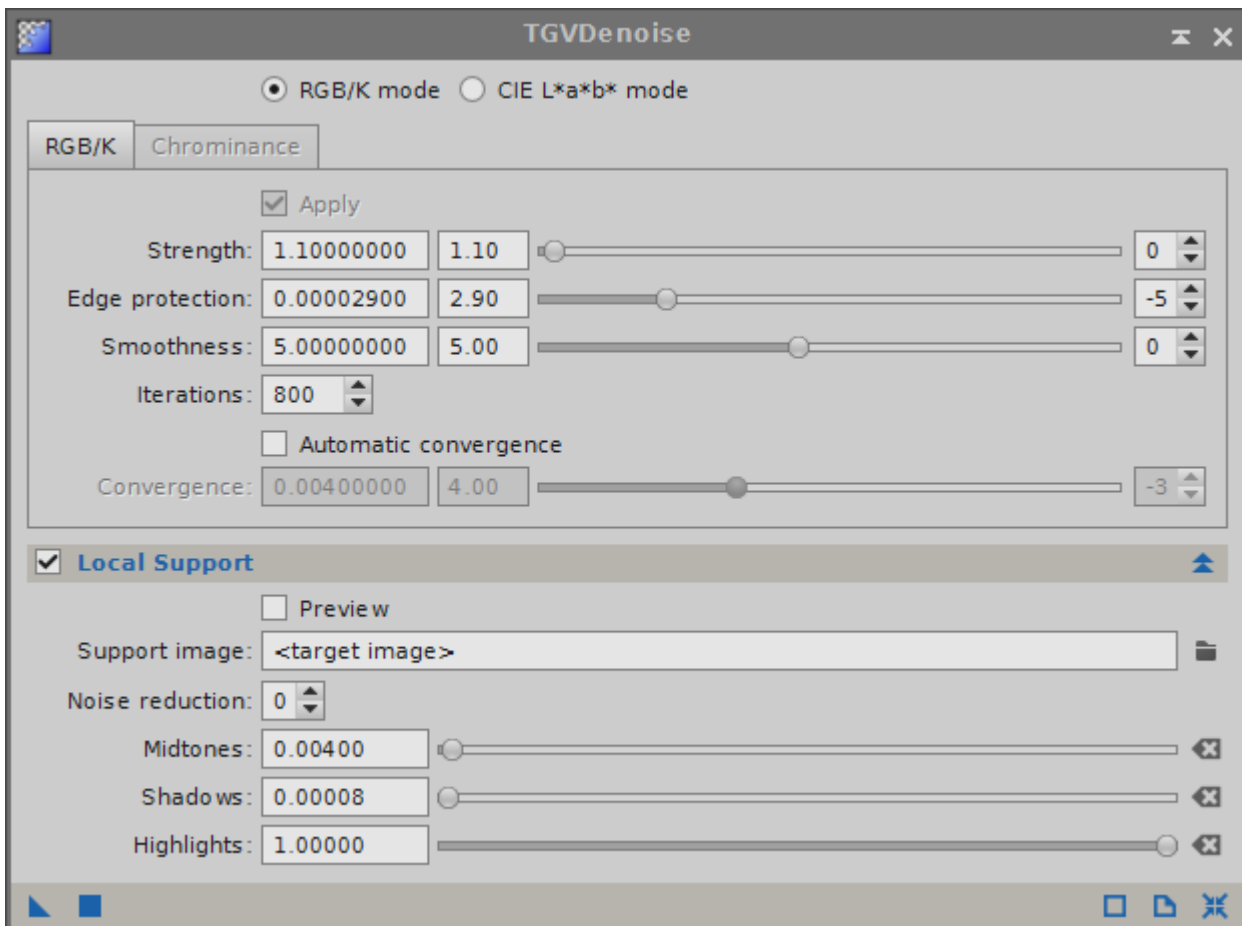 TGVDenoise
RGB/K mode CIE L*a*b* mode
RGB/K Chrominance
Apply
Strength: 1.10000000 1.10 0
Edge protection: 0.00002900 2.90 -5
Smoothness: 5.00000000 5.00 0
Iterations: 800
Automatic convergence
Convergence: 0.00400000 4.00 -3
Local Support
Preview
Support image: <target image>
Noise reduction: 0
Midtones: 0.00400
Shadows: 0.00008
Highlights: 1.00000